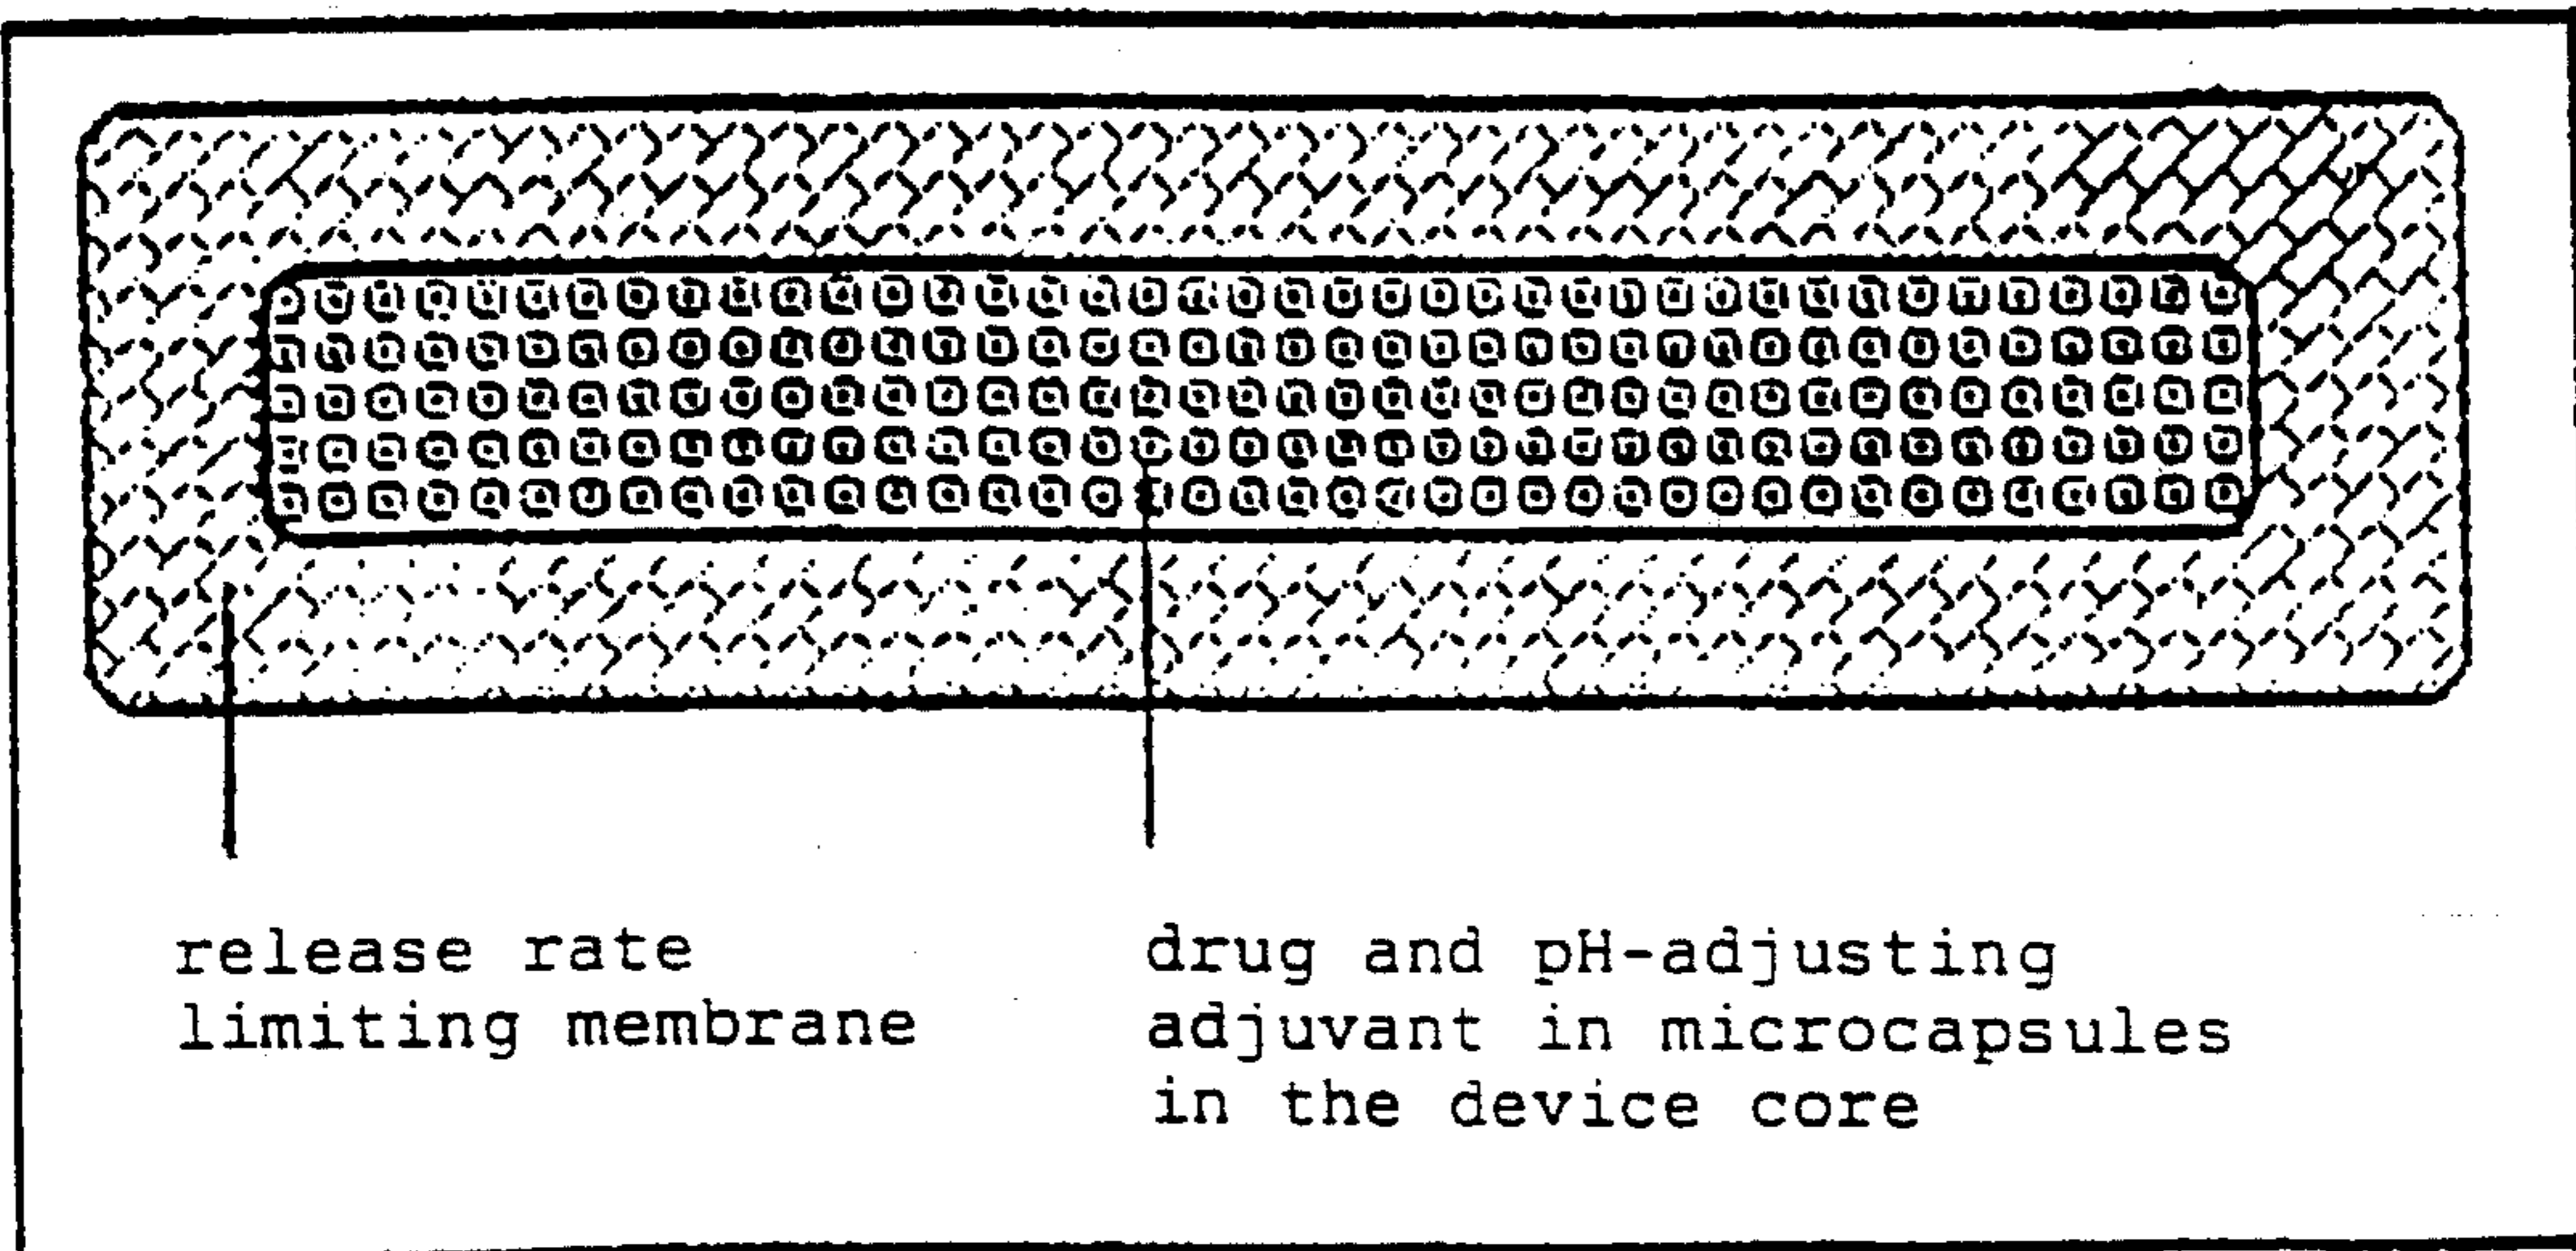 release rate
limiting membrane
drug and pH-adjusting
adjuvant in microcapsules
in the device core